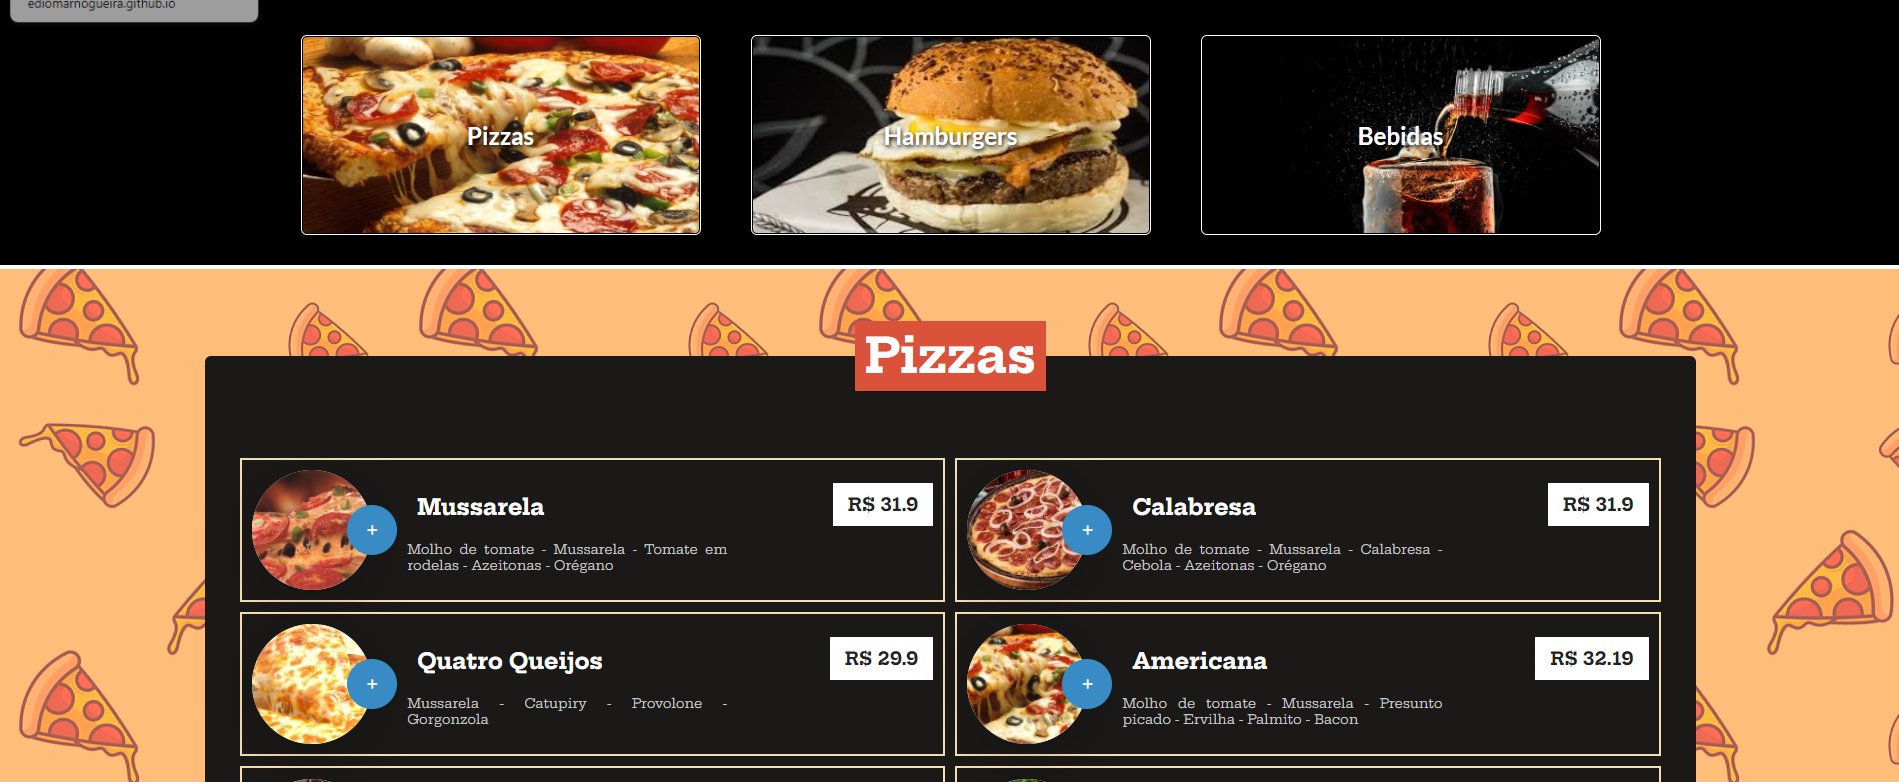 ediomarnogueira.github.io
Pizzas
Hamburgers
Bebidas
Pizzas
Mussarela
R$ 31.9
+
Molho de tomate - Mussarela - Tomate em
rodelas - Azeitonas - Orégano
Calabresa
R$ 31.9
+
Molho de tomate - Mussarela - Calabresa -
Cebola - Azeitonas - Orégano
Quatro Queijos
R$ 29.9
+
Mussarela - Catupiry - Provolone -
Gorgonzola
Americana
R$ 32.19
+
Molho de tomate - Mussarela - Presunto
picado - Ervilha - Palmito - Bacon